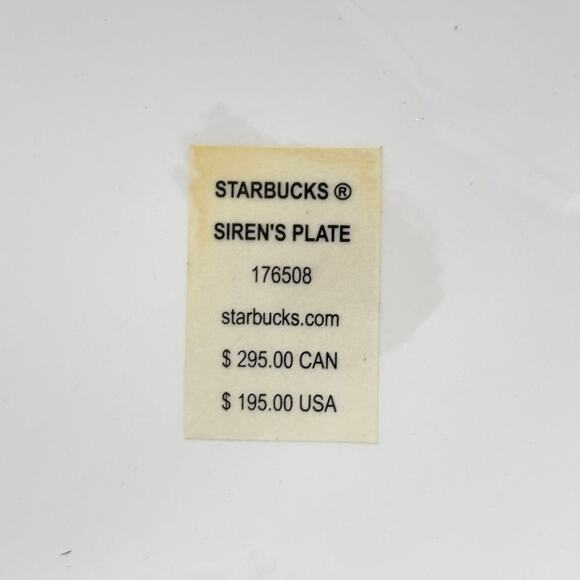 STARBUCKS ®
SIREN'S PLATE
176508
starbucks.com
$ 295.00 CAN
$ 195.00 USA